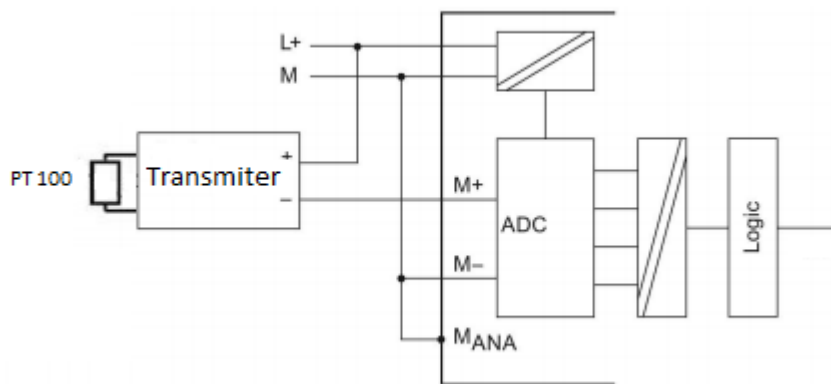 L+
M
PT 100
Transmiter
+
–
M+
ADC
M–
MANA
Logic